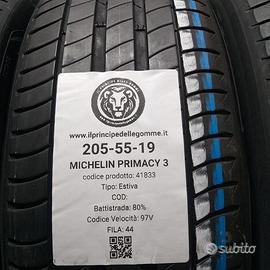 www.ilprincipedellegomme.it
205-55-19
MICHELIN PRIMACY 3
codice prodotto: 41833
Tipo: Estiva
COD:
Battistrada: 80%
Codice Velocità: 97V
FILA: 44
subito